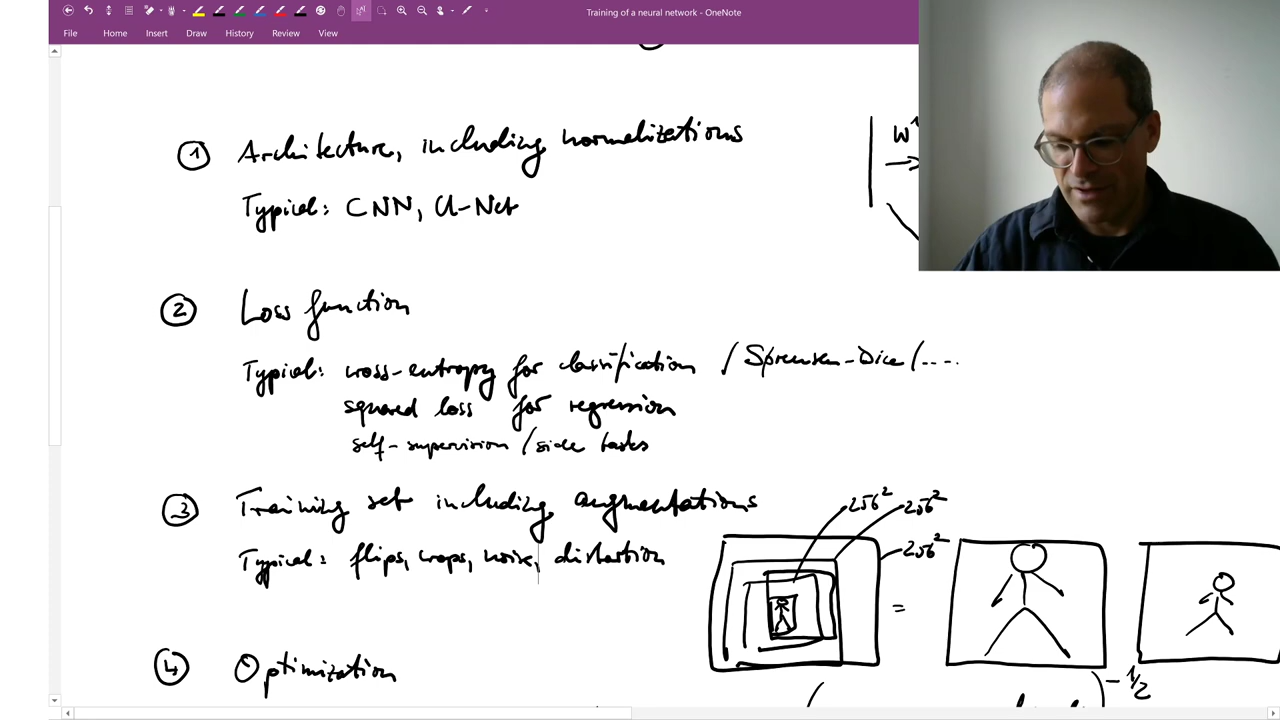 Training of a neural network - OneNote
File Home Insert Draw History Review View
① Architecture, including normalizations
Typical: CNN, U-Net
W
② Loss function
Typical: cross-entropy for classification / Sørensen-Dice / ....
squared loss for regression
self-supervision / side tasks
③ Training set including augmentations
Typical: flips, crops, noise, distortion
256²
256²
256²
=
④ Optimization
)-1/2